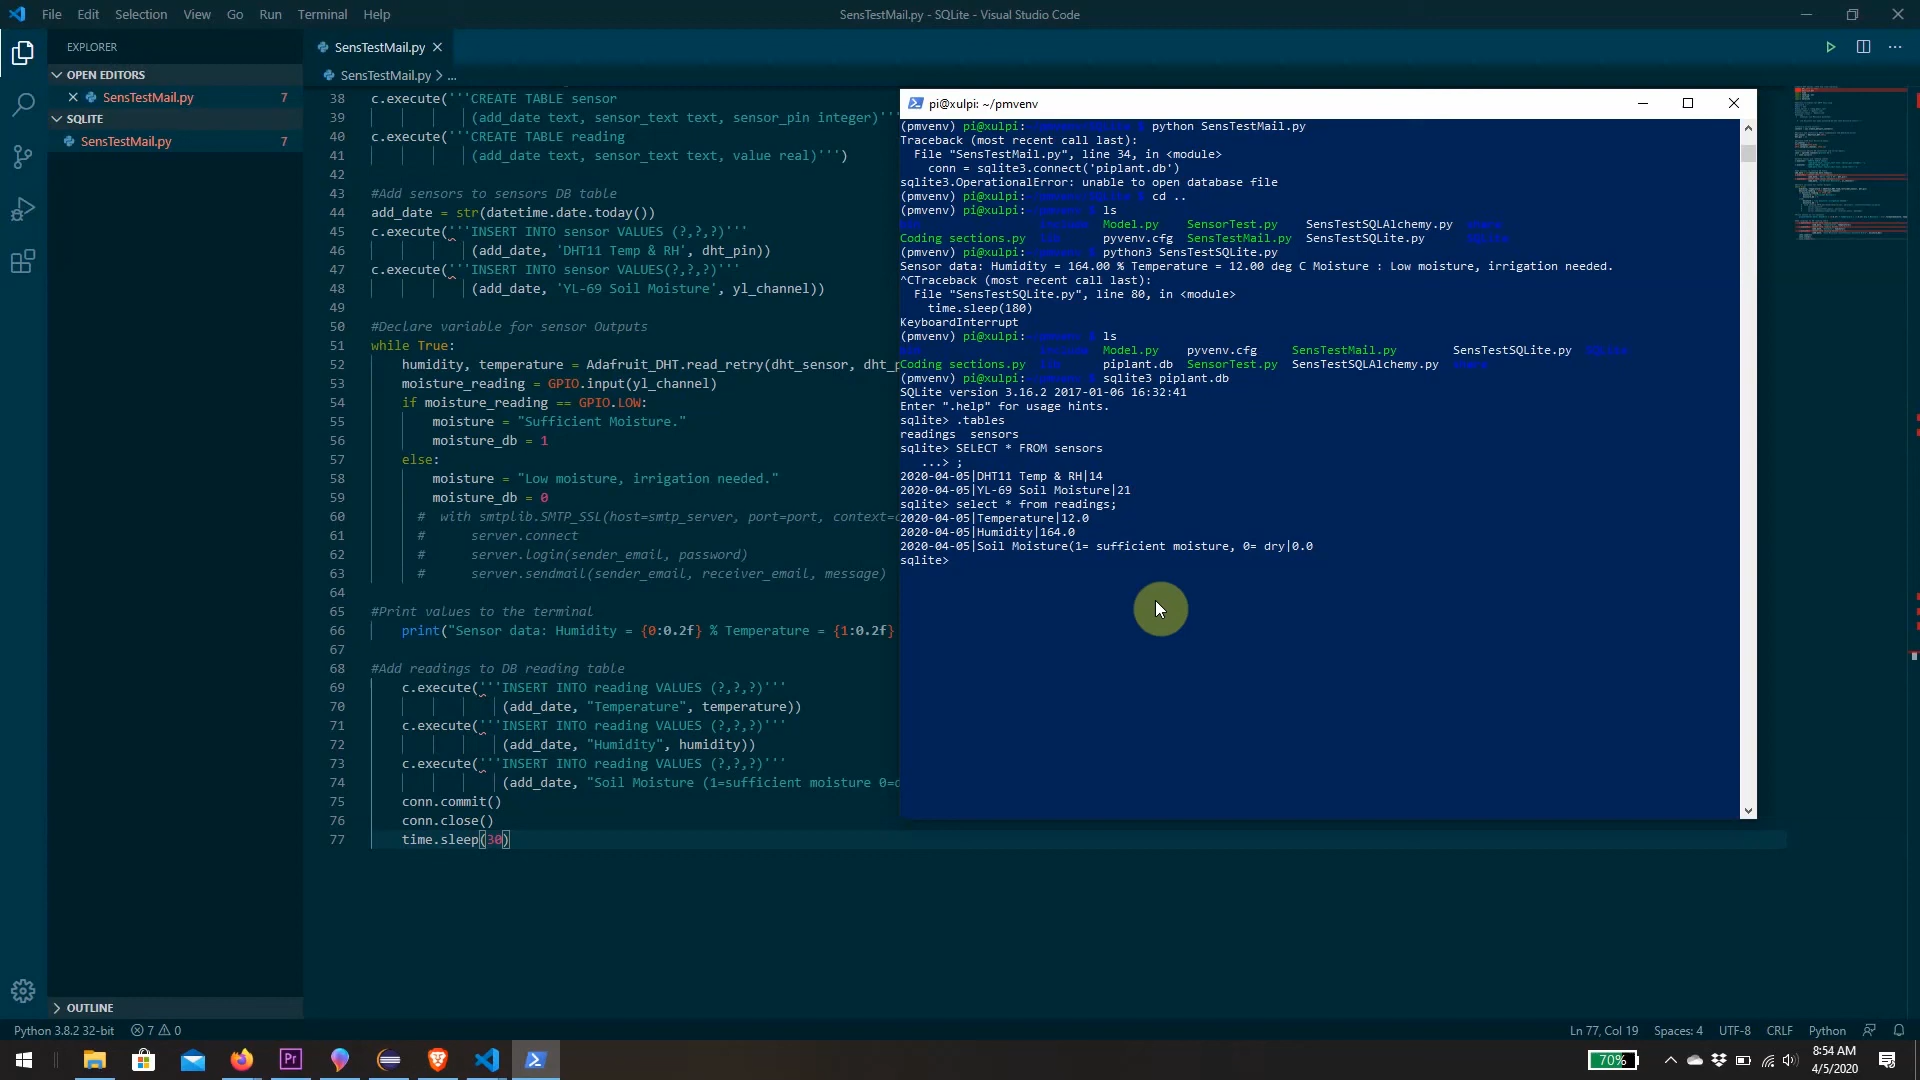 File Edit Selection View Go Run Terminal Help
SensTestMail.py - SQLite - Visual Studio Code
EXPLORER
OPEN EDITORS
SensTestMail.py 7
SQLITE
SensTestMail.py 7
OUTLINE
SensTestMail.py
SensTestMail.py > ...
38 c.execute('''CREATE TABLE sensor
39 (add_date text, sensor_text text, sensor_pin integer)''
40 c.execute('''CREATE TABLE reading
41 (add_date text, sensor_text text, value real)''')
42
43 #Add sensors to sensors DB table
44 add_date = str(datetime.date.today())
45 c.execute('''INSERT INTO sensor VALUES (?,?,?)'''
46 (add_date, 'DHT11 Temp & RH', dht_pin))
47 c.execute('''INSERT INTO sensor VALUES(?,?,?)'''
48 (add_date, 'YL-69 Soil Moisture', yl_channel))
49
50 #Declare variable for sensor Outputs
51 while True:
52 humidity, temperature = Adafruit_DHT.read_retry(dht_sensor, dht_p
53 moisture_reading = GPIO.input(yl_channel)
54 if moisture_reading == GPIO.LOW:
55 moisture = "Sufficient Moisture."
56 moisture_db = 1
57 else:
58 moisture = "Low moisture, irrigation needed."
59 moisture_db = 0
60 # with smtplib.SMTP_SSL(host=smtp_server, port=port, context=c
61 # server.connect
62 # server.login(sender_email, password)
63 # server.sendmail(sender_email, receiver_email, message)
64
65 #Print values to the terminal
66 print("Sensor data: Humidity = {0:0.2f} % Temperature = {1:0.2f}
67
68 #Add readings to DB reading table
69 c.execute('''INSERT INTO reading VALUES (?,?,?)'''
70 (add_date, "Temperature", temperature))
71 c.execute('''INSERT INTO reading VALUES (?,?,?)'''
72 (add_date, "Humidity", humidity))
73 c.execute('''INSERT INTO reading VALUES (?,?,?)'''
74 (add_date, "Soil Moisture (1=sufficient moisture 0=d
75 conn.commit()
76 conn.close()
77 time.sleep(30)
pi@xulpi: ~/pmvenv
(pmvenv) pi@xulpi:~/pmvenv/SQLite $ python SensTestMail.py
Traceback (most recent call last):
File "SensTestMail.py", line 34, in <module>
conn = sqlite3.connect('piplant.db')
sqlite3.OperationalError: unable to open database file
(pmvenv) pi@xulpi:~/pmvenv/SQLite $ cd ..
(pmvenv) pi@xulpi:~/pmvenv $ ls
bin include Model.py SensorTest.py SensTestSQLAlchemy.py share
Coding sections.py lib pyvenv.cfg SensTestMail.py SensTestSQLite.py SQLite
(pmvenv) pi@xulpi:~/pmvenv $ python3 SensTestSQLite.py
Sensor data: Humidity = 164.00 % Temperature = 12.00 deg C Moisture : Low moisture, irrigation needed.
^CTraceback (most recent call last):
File "SensTestSQLite.py", line 80, in <module>
time.sleep(180)
KeyboardInterrupt
(pmvenv) pi@xulpi:~/pmvenv $ ls
bin include Model.py pyvenv.cfg SensTestMail.py SensTestSQLite.py SQLite
Coding sections.py lib piplant.db SensorTest.py SensTestSQLAlchemy.py share
(pmvenv) pi@xulpi:~/pmvenv $ sqlite3 piplant.db
SQLite version 3.16.2 2017-01-06 16:32:41
Enter ".help" for usage hints.
sqlite> .tables
readings sensors
sqlite> SELECT * FROM sensors
...> ;
2020-04-05|DHT11 Temp & RH|14
2020-04-05|YL-69 Soil Moisture|21
sqlite> select * from readings;
2020-04-05|Temperature|12.0
2020-04-05|Humidity|164.0
2020-04-05|Soil Moisture(1= sufficient moisture, 0= dry|0.0
sqlite>
Python 3.8.2 32-bit 7 0
Ln 77, Col 19 Spaces: 4 UTF-8 CRLF Python
Pr
70%
8:54 AM
4/5/2020